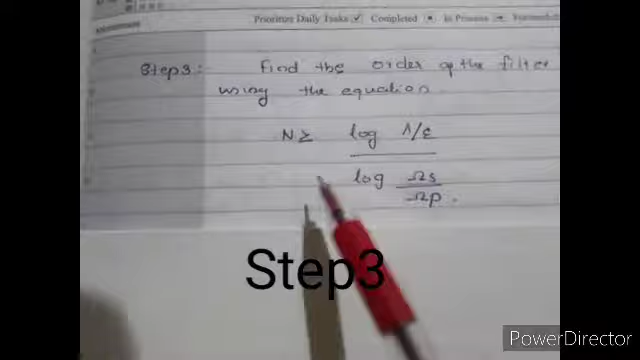 Prioritize Daily Tasks ✓ Completed • In Process →
Step3:- Find the order of the filter
using the equation
N≥ log λ/ε
log Ωs
Ωp.
Step3
PowerDirector